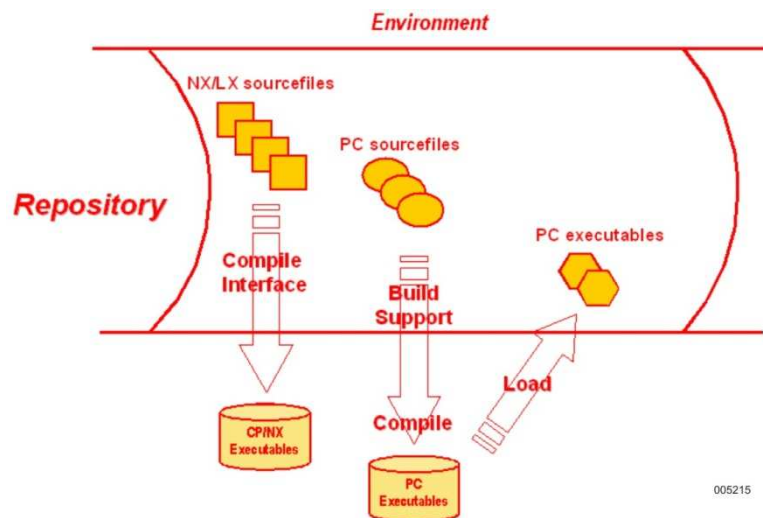 Environment
NX/LX sourcefiles
PC sourcefiles
Repository
PC executables
Compile
Interface
Build
Support
Load
Compile
CP/NX
Executables
PC
Executables
005215